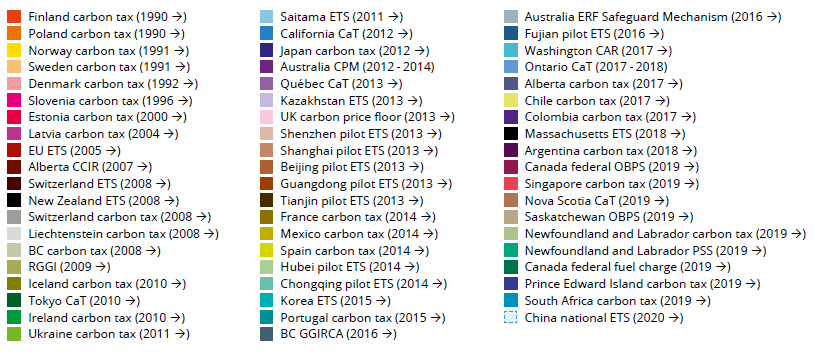 Finland carbon tax (1990 →)
Poland carbon tax (1990 →)
Norway carbon tax (1991 →)
Sweden carbon tax (1991 →)
Denmark carbon tax (1992 →)
Slovenia carbon tax (1996 →)
Estonia carbon tax (2000 →)
Latvia carbon tax (2004 →)
EU ETS (2005 →)
Alberta CCIR (2007 →)
Switzerland ETS (2008 →)
New Zealand ETS (2008 →)
Switzerland carbon tax (2008 →)
Liechtenstein carbon tax (2008 →)
BC carbon tax (2008 →)
RGGI (2009 →)
Iceland carbon tax (2010 →)
Tokyo CaT (2010 →)
Ireland carbon tax (2010 →)
Ukraine carbon tax (2011 →)
Saitama ETS (2011 →)
California CaT (2012 →)
Japan carbon tax (2012 →)
Australia CPM (2012 - 2014)
Québec CaT (2013 →)
Kazakhstan ETS (2013 →)
UK carbon price floor (2013 →)
Shenzhen pilot ETS (2013 →)
Shanghai pilot ETS (2013 →)
Beijing pilot ETS (2013 →)
Guangdong pilot ETS (2013 →)
Tianjin pilot ETS (2013 →)
France carbon tax (2014 →)
Mexico carbon tax (2014 →)
Spain carbon tax (2014 →)
Hubei pilot ETS (2014 →)
Chongqing pilot ETS (2014 →)
Korea ETS (2015 →)
Portugal carbon tax (2015 →)
BC GGIRCA (2016 →)
Australia ERF Safeguard Mechanism (2016 →)
Fujian pilot ETS (2016 →)
Washington CAR (2017 →)
Ontario CaT (2017 - 2018)
Alberta carbon tax (2017 →)
Chile carbon tax (2017 →)
Colombia carbon tax (2017 →)
Massachusetts ETS (2018 →)
Argentina carbon tax (2018 →)
Canada federal OBPS (2019 →)
Singapore carbon tax (2019 →)
Nova Scotia CaT (2019 →)
Saskatchewan OBPS (2019 →)
Newfoundland and Labrador carbon tax (2019 →)
Newfoundland and Labrador PSS (2019 →)
Canada federal fuel charge (2019 →)
Prince Edward Island carbon tax (2019 →)
South Africa carbon tax (2019 →)
China national ETS (2020 →)